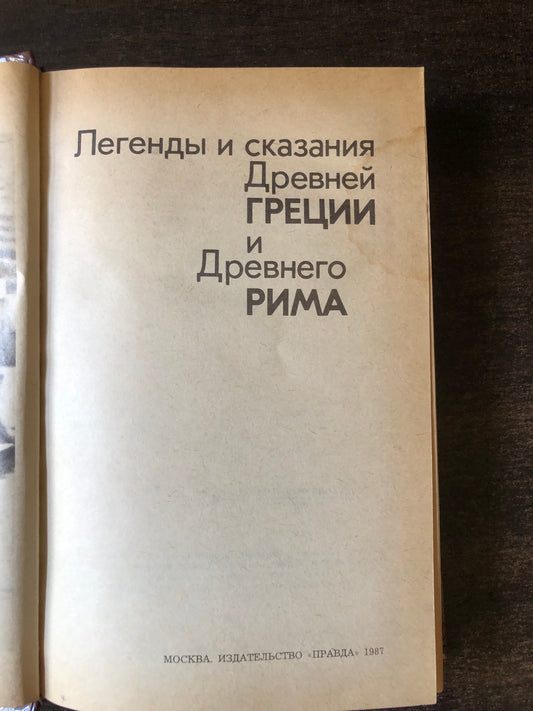 Легенды и сказания
Древней
ГРЕЦИИ
и
Древнего
РИМА
МОСКВА. ИЗДАТЕЛЬСТВО «ПРАВДА» 1987